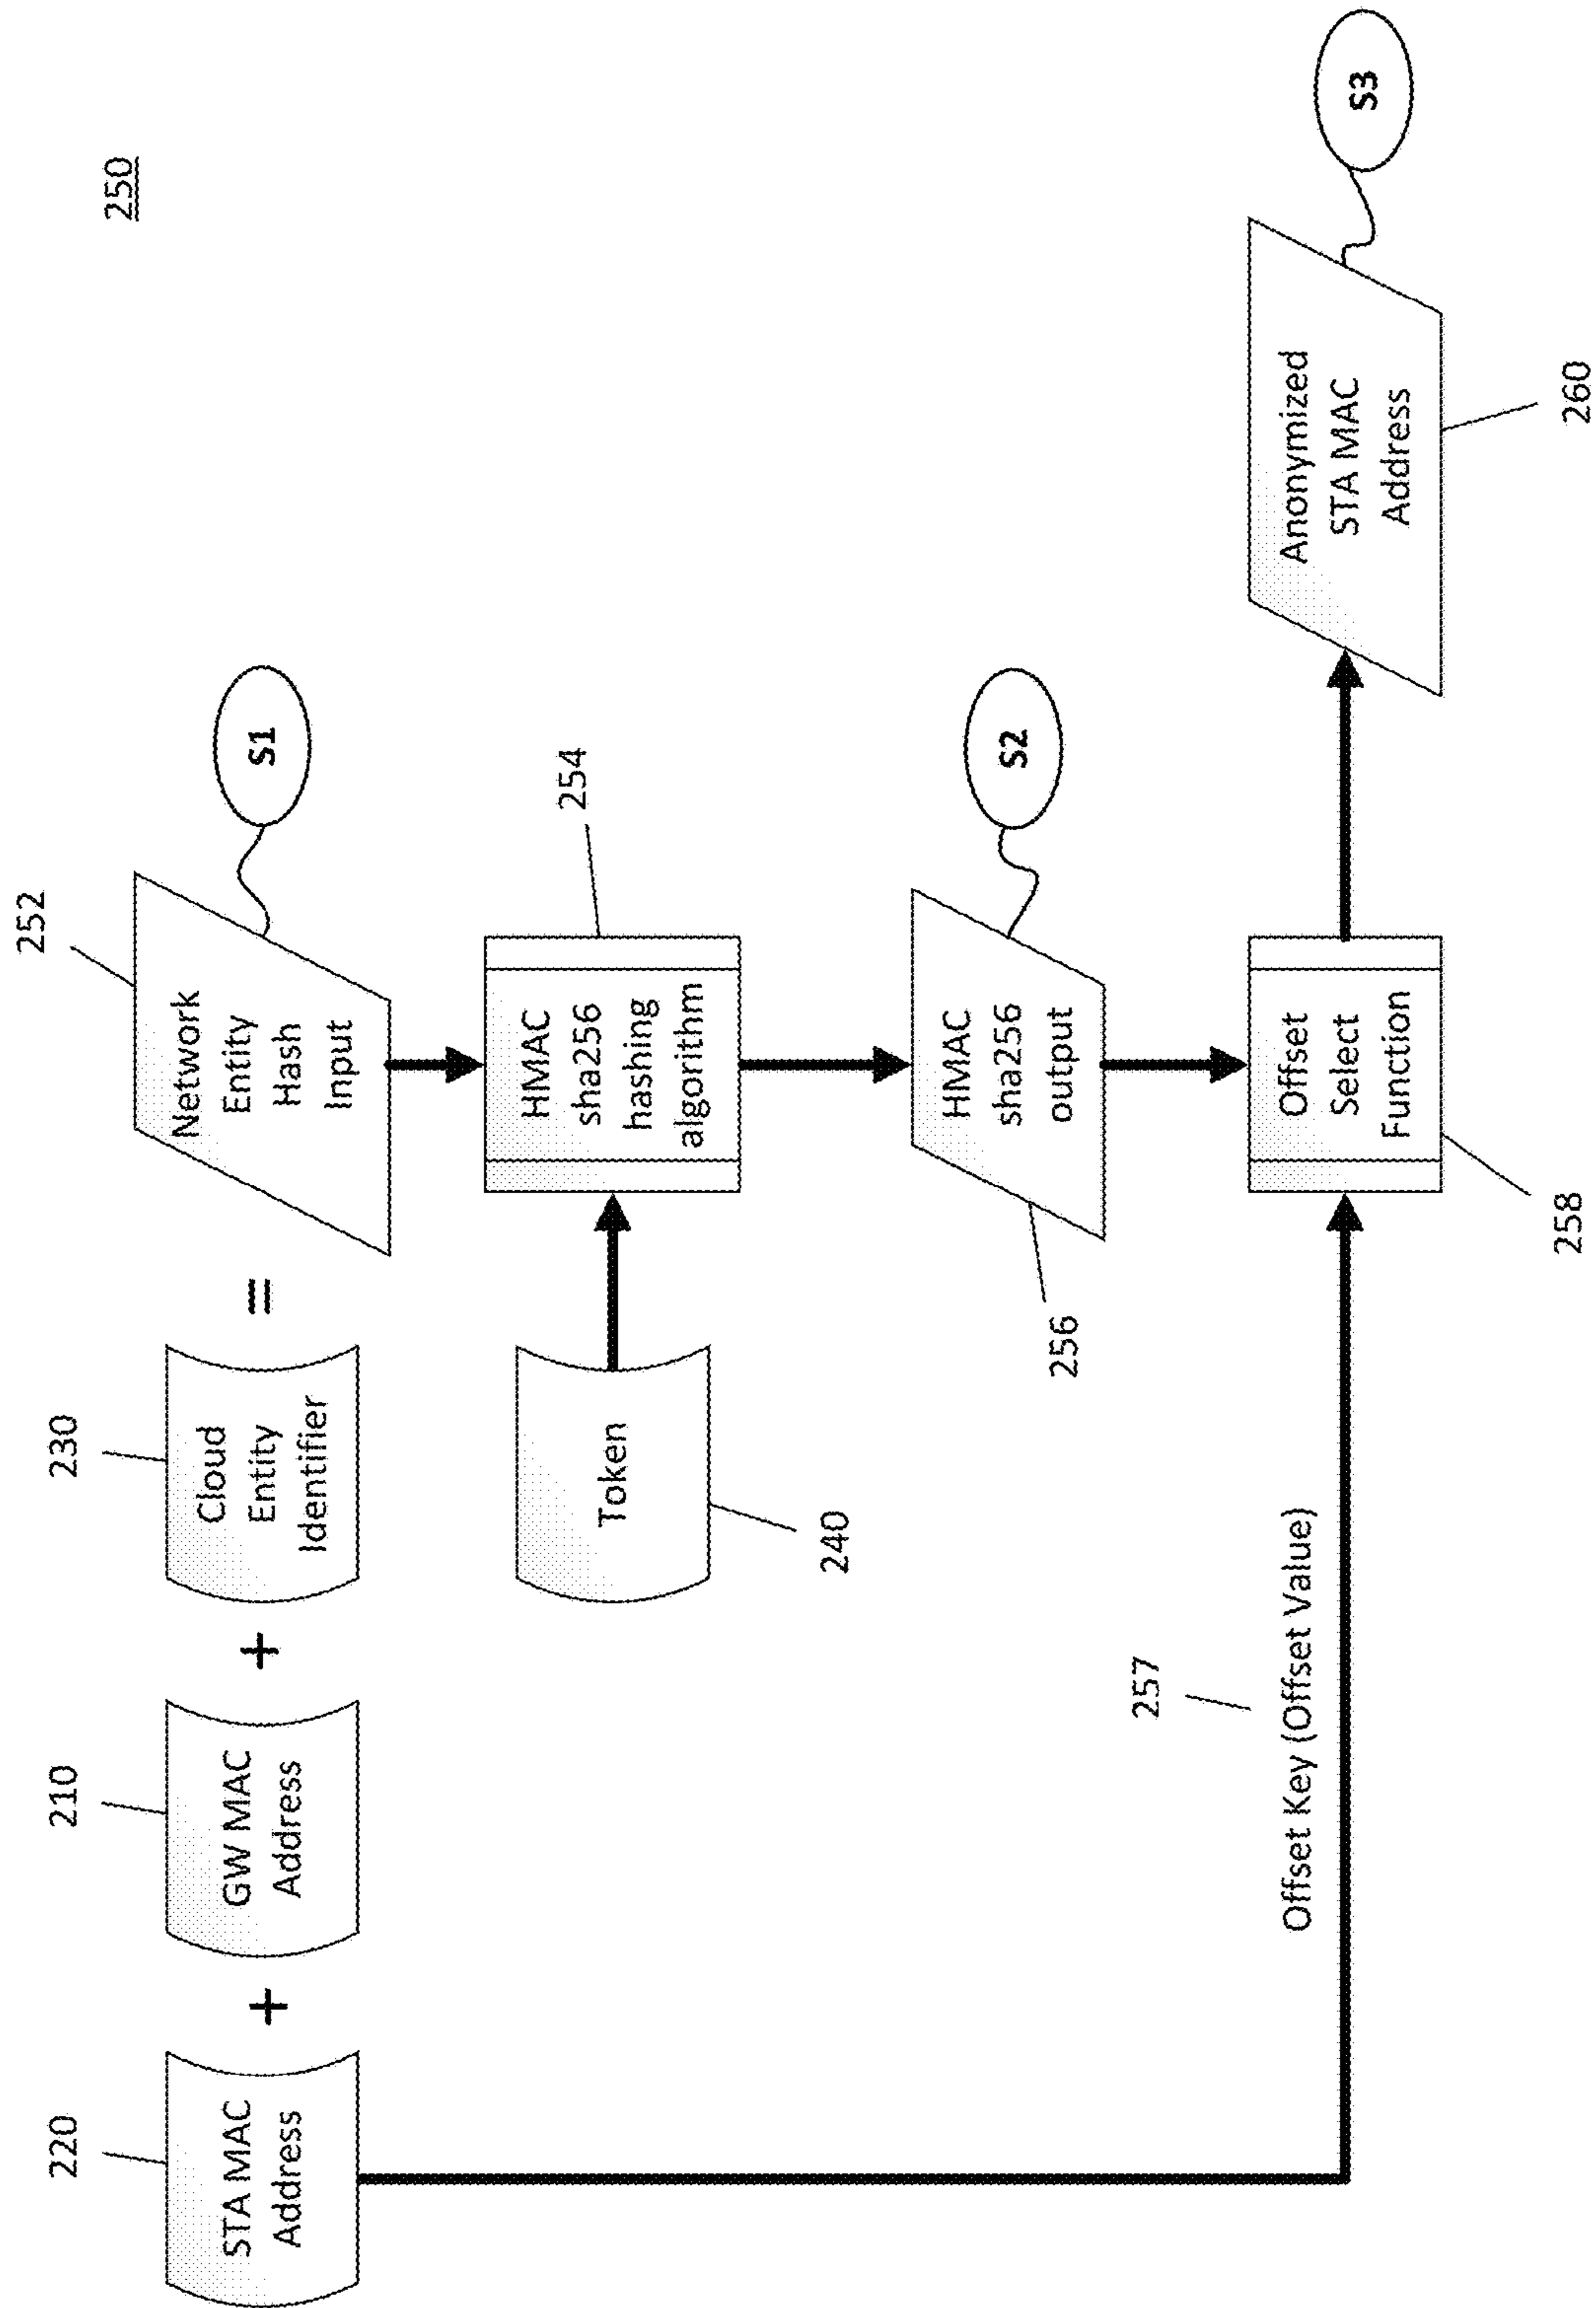 250
220
STA MAC
Address
+
210
GW MAC
Address
+
230
Cloud
Entity
Identifier
=
252
Network
Entity
Hash
Input
S1
240
Token
254
HMAC
sha256
hashing
algorithm
256
HMAC
sha256
output
S2
257
Offset Key (Offset Value)
258
Offset
Select
Function
260
Anonymized
STA MAC
Address
S3